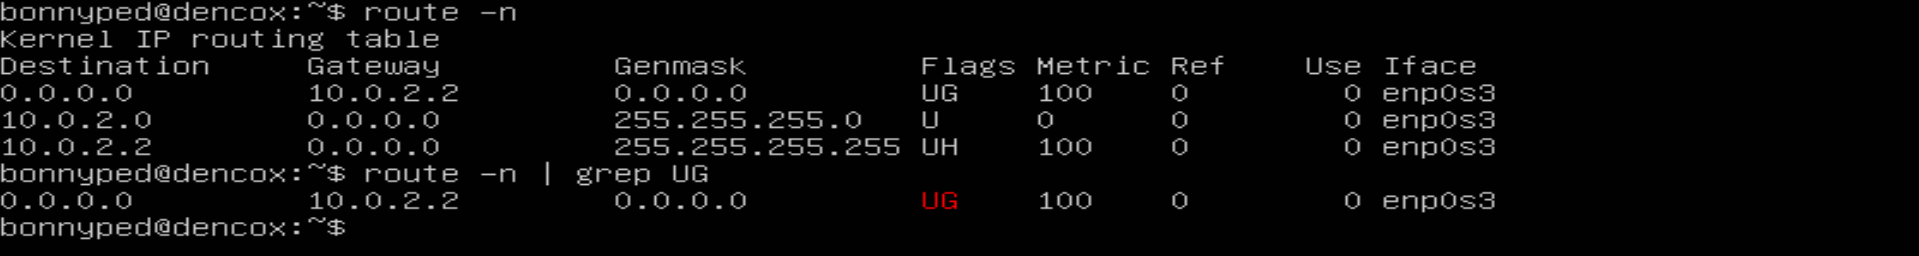 bonnyped@dencox:~$ route -n
Kernel IP routing table
Destination     Gateway         Genmask         Flags Metric Ref    Use Iface
0.0.0.0         10.0.2.2        0.0.0.0         UG    100    0        0 enp0s3
10.0.2.0        0.0.0.0         255.255.255.0   U     0      0        0 enp0s3
10.0.2.2        0.0.0.0         255.255.255.255 UH    100    0        0 enp0s3
bonnyped@dencox:~$ route -n | grep UG
0.0.0.0         10.0.2.2        0.0.0.0         UG    100    0        0 enp0s3
bonnyped@dencox:~$